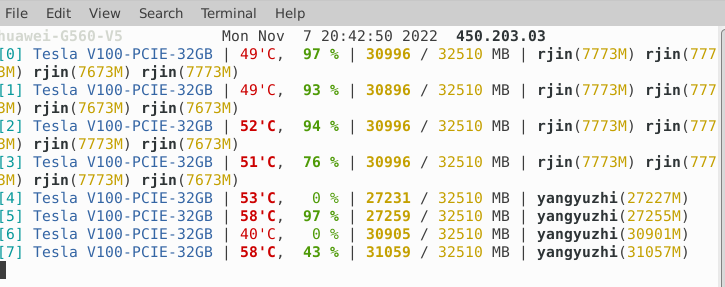 File Edit View Search Terminal Help
huawei-G560-V5 Mon Nov 7 20:42:50 2022 450.203.03
[0] Tesla V100-PCIE-32GB | 49'C, 97 % | 30996 / 32510 MB | rjin(7773M) rjin(777
3M) rjin(7673M) rjin(7773M)
[1] Tesla V100-PCIE-32GB | 49'C, 93 % | 30896 / 32510 MB | rjin(7773M) rjin(777
3M) rjin(7673M) rjin(7673M)
[2] Tesla V100-PCIE-32GB | 52'C, 94 % | 30996 / 32510 MB | rjin(7773M) rjin(777
3M) rjin(7773M) rjin(7673M)
[3] Tesla V100-PCIE-32GB | 51'C, 76 % | 30996 / 32510 MB | rjin(7773M) rjin(777
3M) rjin(7773M) rjin(7673M)
[4] Tesla V100-PCIE-32GB | 53'C, 0 % | 27231 / 32510 MB | yangyuzhi(27227M)
[5] Tesla V100-PCIE-32GB | 58'C, 97 % | 27259 / 32510 MB | yangyuzhi(27255M)
[6] Tesla V100-PCIE-32GB | 40'C, 0 % | 30905 / 32510 MB | yangyuzhi(30901M)
[7] Tesla V100-PCIE-32GB | 58'C, 43 % | 31059 / 32510 MB | yangyuzhi(31057M)